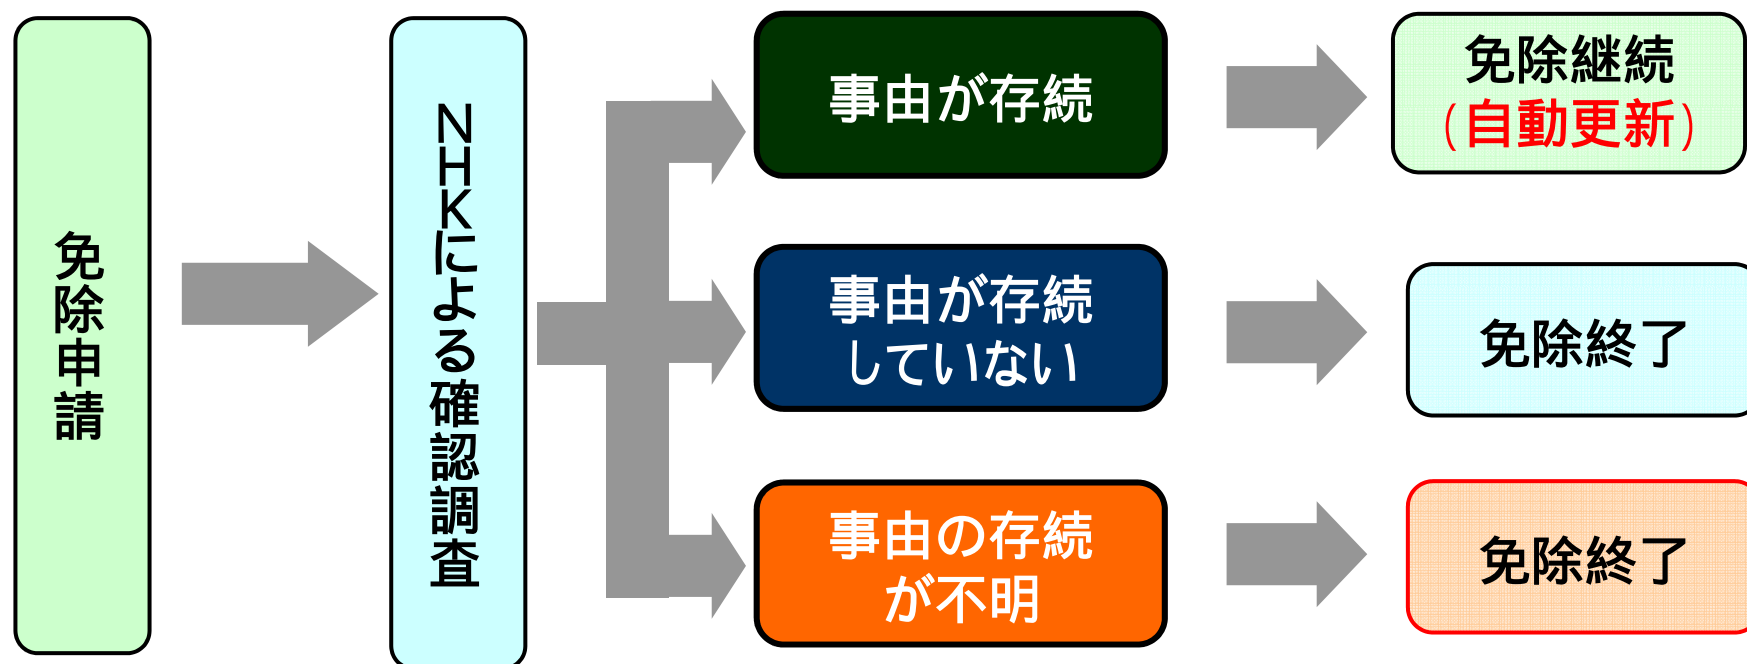 免除申請
ＮＨＫによる確認調査
事由が存続
免除継続
（自動更新）
事由が存続
していない
免除終了
事由の存続
が不明
免除終了